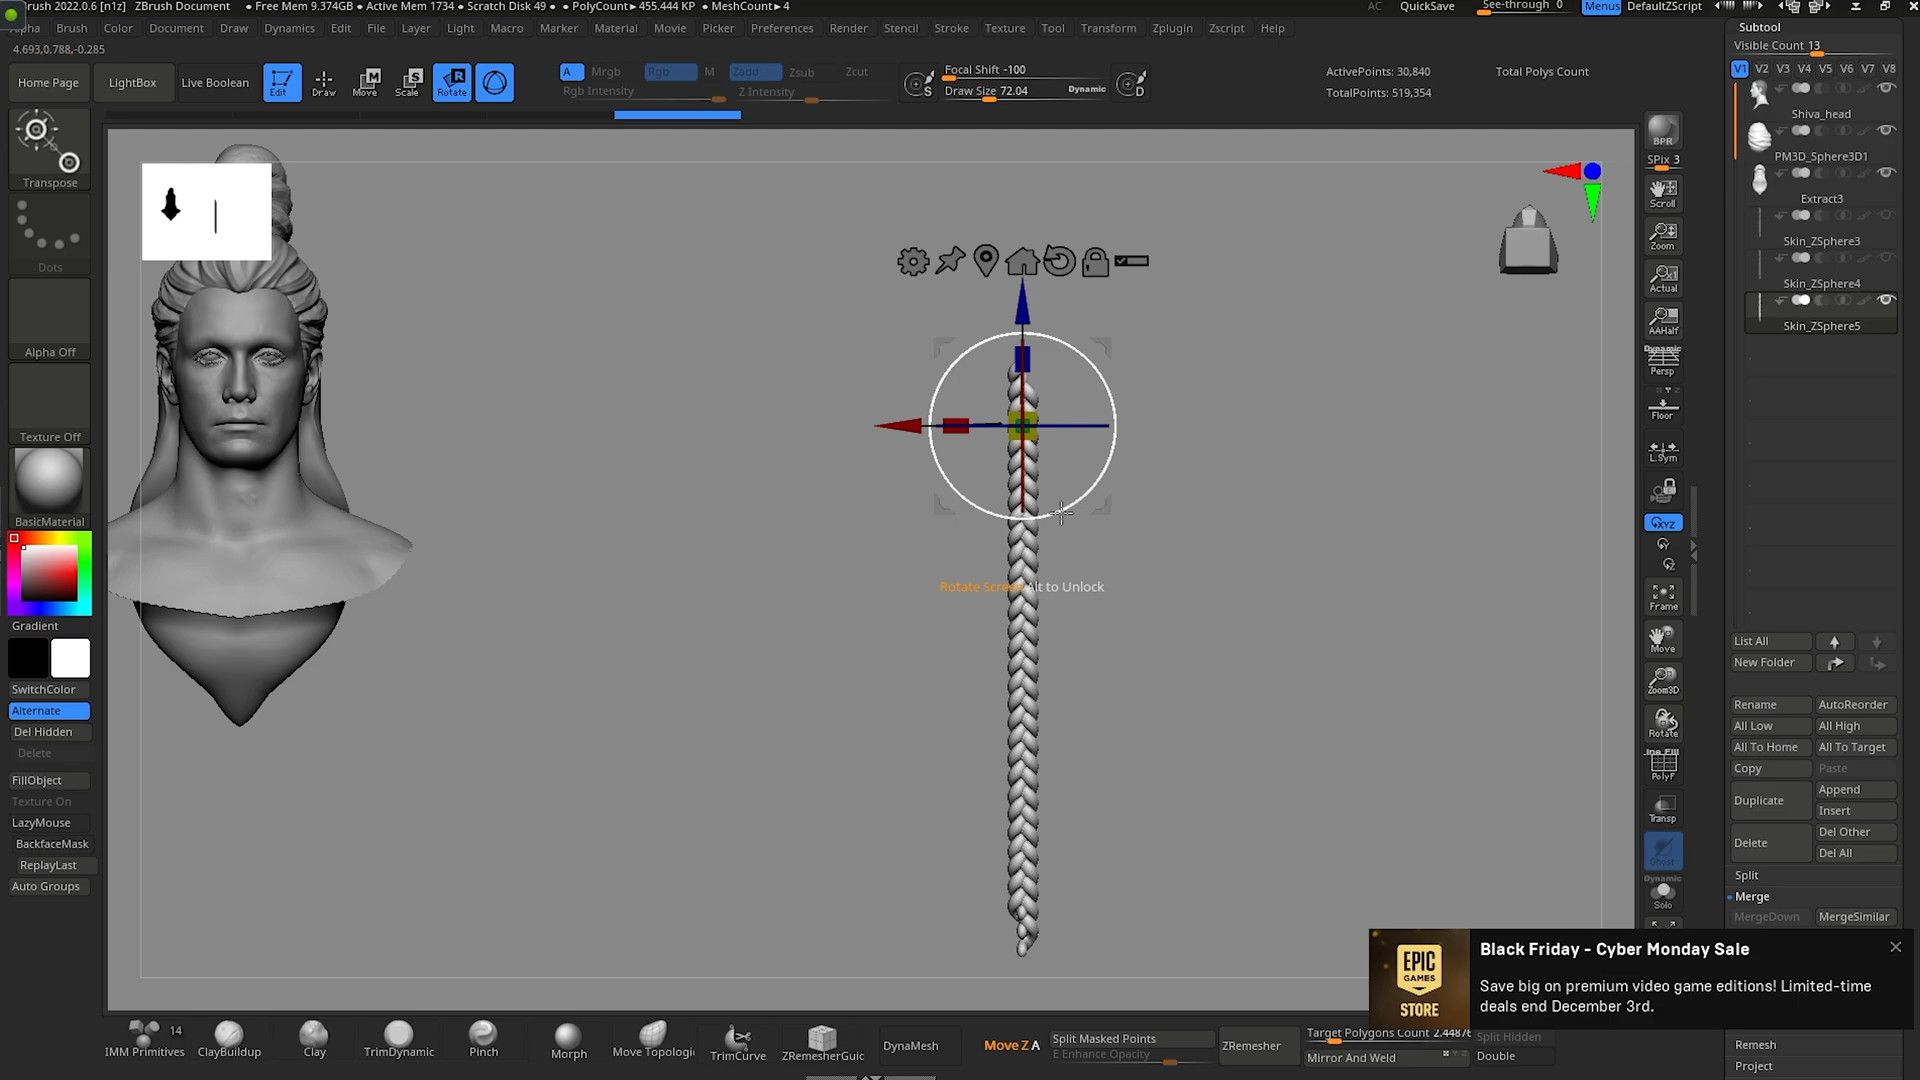 rush 2022.0.6 [n1z] ZBrush Document • Free Mem 9.374GB • Active Mem 1734 • Scratch Disk 49 • • PolyCount ▸ 455.444 KP • MeshCount ▸ 4 AC QuickSave See-through 0 Menus DefaultZScript
Alpha Brush Color Document Draw Dynamics Edit File Layer Light Macro Marker Material Movie Picker Preferences Render Stencil Stroke Texture Tool Transform Zplugin Zscript Help
4.693,0.788,-0.285
Home Page LightBox Live Boolean Edit Draw Move Scale Rotate
A Mrgb Rgb M Zadd Zsub Zcut
Rgb Intensity Z Intensity
S Focal Shift -100
Draw Size 72.04 Dynamic D
ActivePoints: 30,840 Total Polys Count
TotalPoints: 519,354
Transpose
Dots
Alpha Off
Texture Off
BasicMaterial
Gradient
SwitchColor
Alternate
Del Hidden
Delete
FillObject
Texture On
LazyMouse
BackfaceMask
ReplayLast
Auto Groups
Rotate Screen Alt to Unlock
BPR
SPix 3
Scroll
Zoom
Actual
AAHalf
Dynamic
Persp
Floor
L.Sym
XYZ
Y
Z
Frame
Move
Zoom3D
Rotate
Line Fill
PolyF
Transp
Ghost
Dynamic
Solo
Subtool
Visible Count 13
V1 V2 V3 V4 V5 V6 V7 V8
Shiva_head
PM3D_Sphere3D1
Extract3
Skin_ZSphere3
Skin_ZSphere4
Skin_ZSphere5
List All
New Folder
Rename AutoReorder
All Low All High
All To Home All To Target
Copy Paste
Duplicate Append
Insert
Delete Del Other
Del All
Split
Merge
MergeDown MergeSimilar
EPIC
GAMES
STORE
Black Friday - Cyber Monday Sale
Save big on premium video game editions! Limited-time
deals end December 3rd.
Remesh
Project
14
IMM Primitives ClayBuildup Clay TrimDynamic Pinch Morph Move Topologi TrimCurve ZRemesherGuic DynaMesh Move Z A
Split Masked Points
E Enhance Opacity
ZRemesher
Target Polygons Count 2.44876
Mirror And Weld
Split Hidden
Double